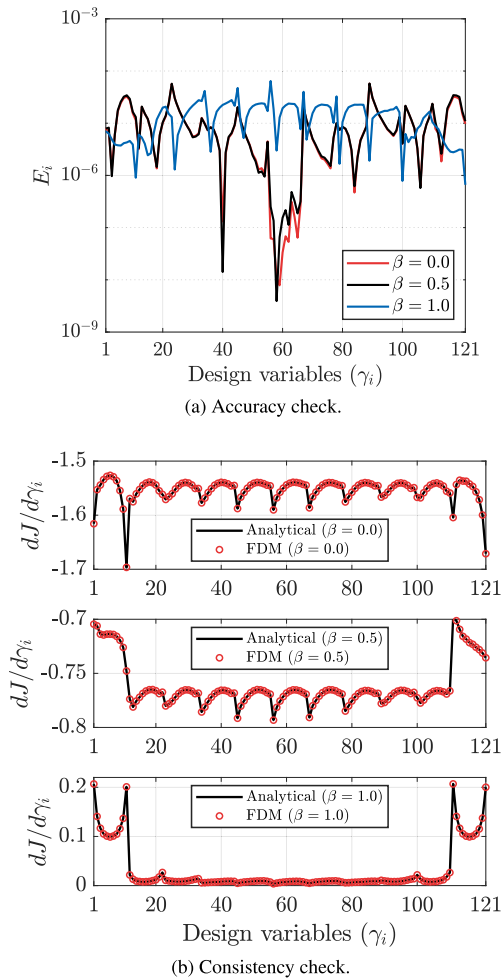 10⁻³
10⁻⁶
10⁻⁹
E_i
β = 0.0
β = 0.5
β = 1.0
1 20 40 60 80 100 121
Design variables (γ_i)
(a) Accuracy check.
-1.5
-1.6
-1.7
dJ/dγ_i
Analytical (β = 0.0)
FDM (β = 0.0)
1 20 40 60 80 100 121
-0.7
-0.75
-0.8
dJ/dγ_i
Analytical (β = 0.5)
FDM (β = 0.5)
1 20 40 60 80 100 121
0.2
0.1
0
dJ/dγ_i
Analytical (β = 1.0)
FDM (β = 1.0)
1 20 40 60 80 100 121
Design variables (γ_i)
(b) Consistency check.